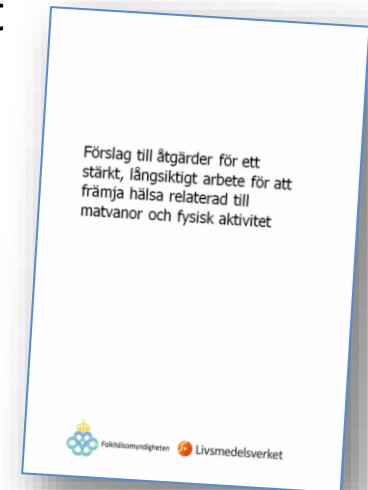 Förslag till åtgärder för ett
stärkt, långsiktigt arbete för att
främja hälsa relaterad till
matvanor och fysisk aktivitet
Folkhälsomyndigheten
Livsmedelsverket